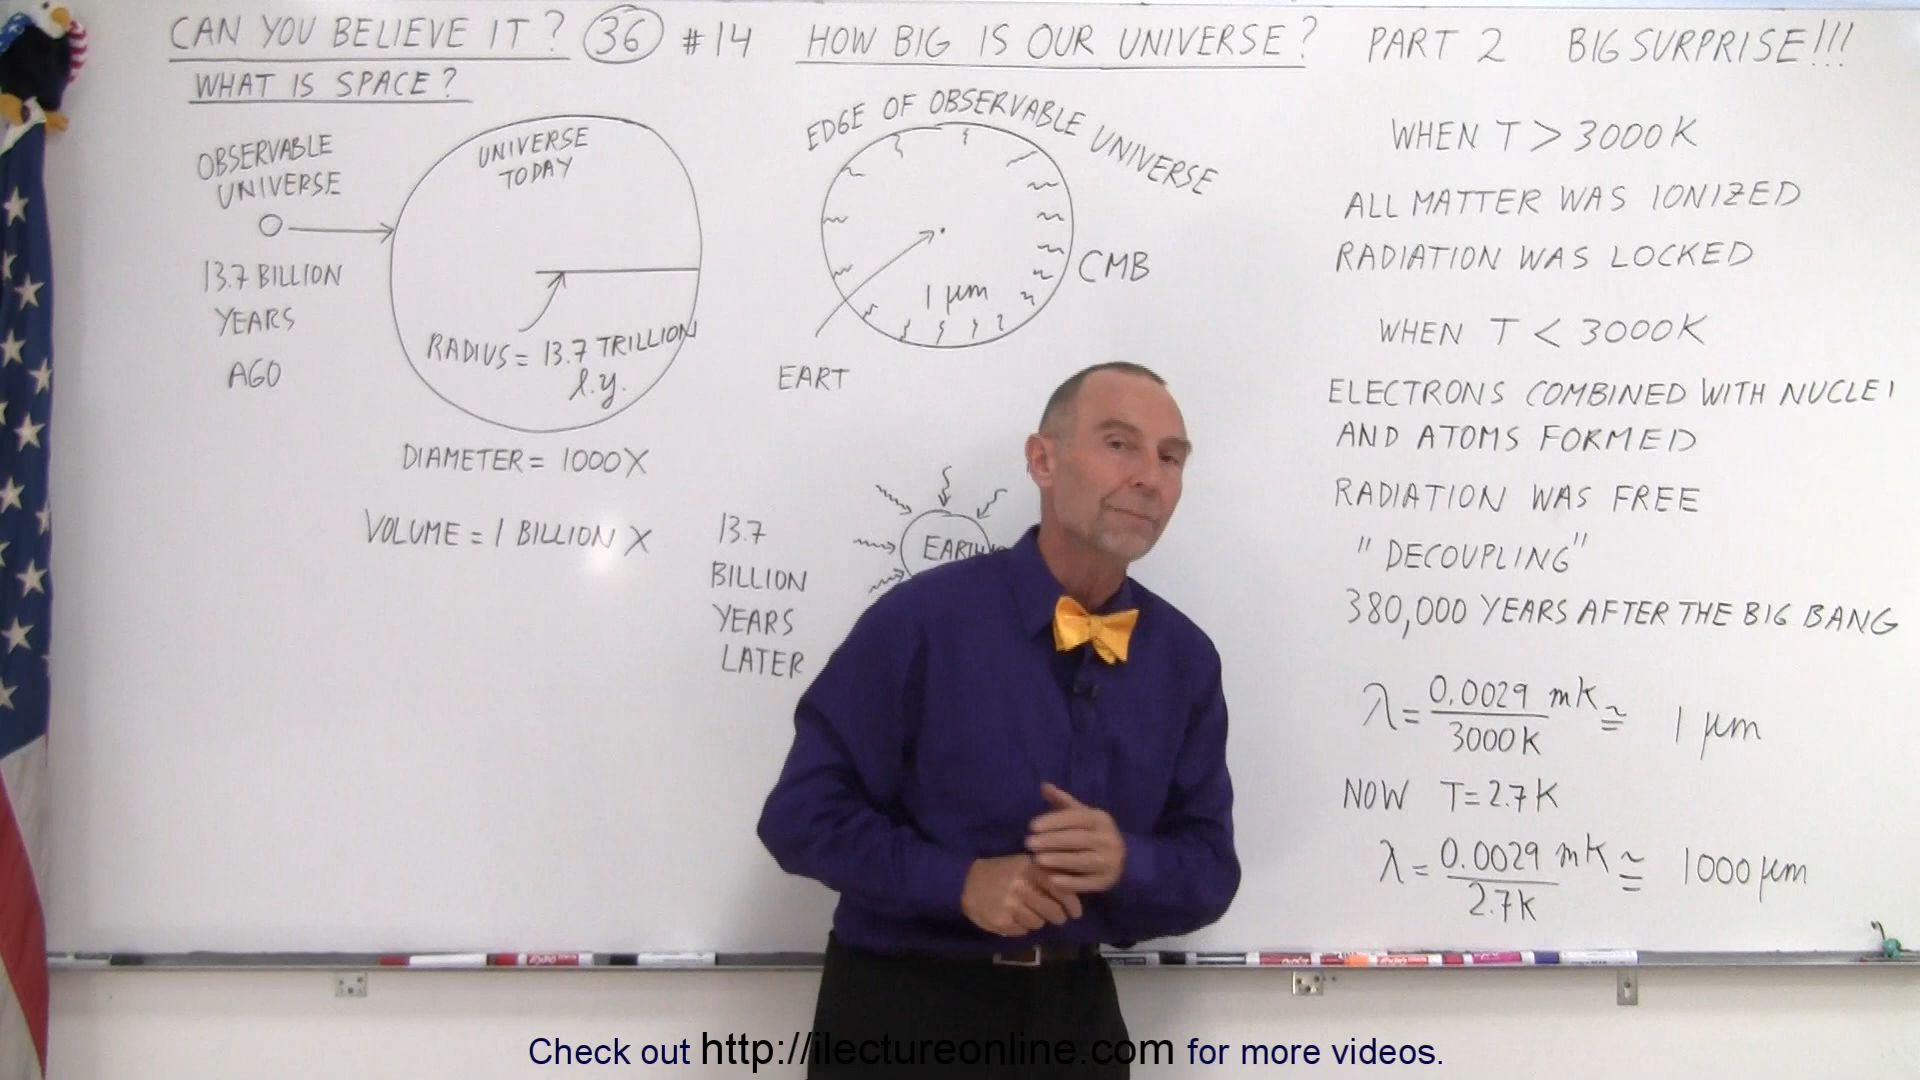 CAN YOU BELIEVE IT? 36 #14 HOW BIG IS OUR UNIVERSE? PART 2 BIG SURPRISE!!!
WHAT IS SPACE?
OBSERVABLE
UNIVERSE
13.7 BILLION
YEARS
AGO
UNIVERSE
TODAY
RADIUS = 13.7 TRILLION
l.y.
DIAMETER = 1000X
VOLUME = 1 BILLION X
EDGE OF OBSERVABLE UNIVERSE
CMB
1 μm
EART
13.7
BILLION
YEARS
LATER
EARTH
WHEN T > 3000K
ALL MATTER WAS IONIZED
RADIATION WAS LOCKED
WHEN T < 3000K
ELECTRONS COMBINED WITH NUCLEI
AND ATOMS FORMED
RADIATION WAS FREE
"DECOUPLING"
380,000 YEARS AFTER THE BIG BANG
λ = 0.0029 mK / 3000K ≅ 1 μm
NOW T = 2.7K
λ = 0.0029 mK / 2.7K ≅ 1000 μm
Check out http://ilectureonline.com for more videos.